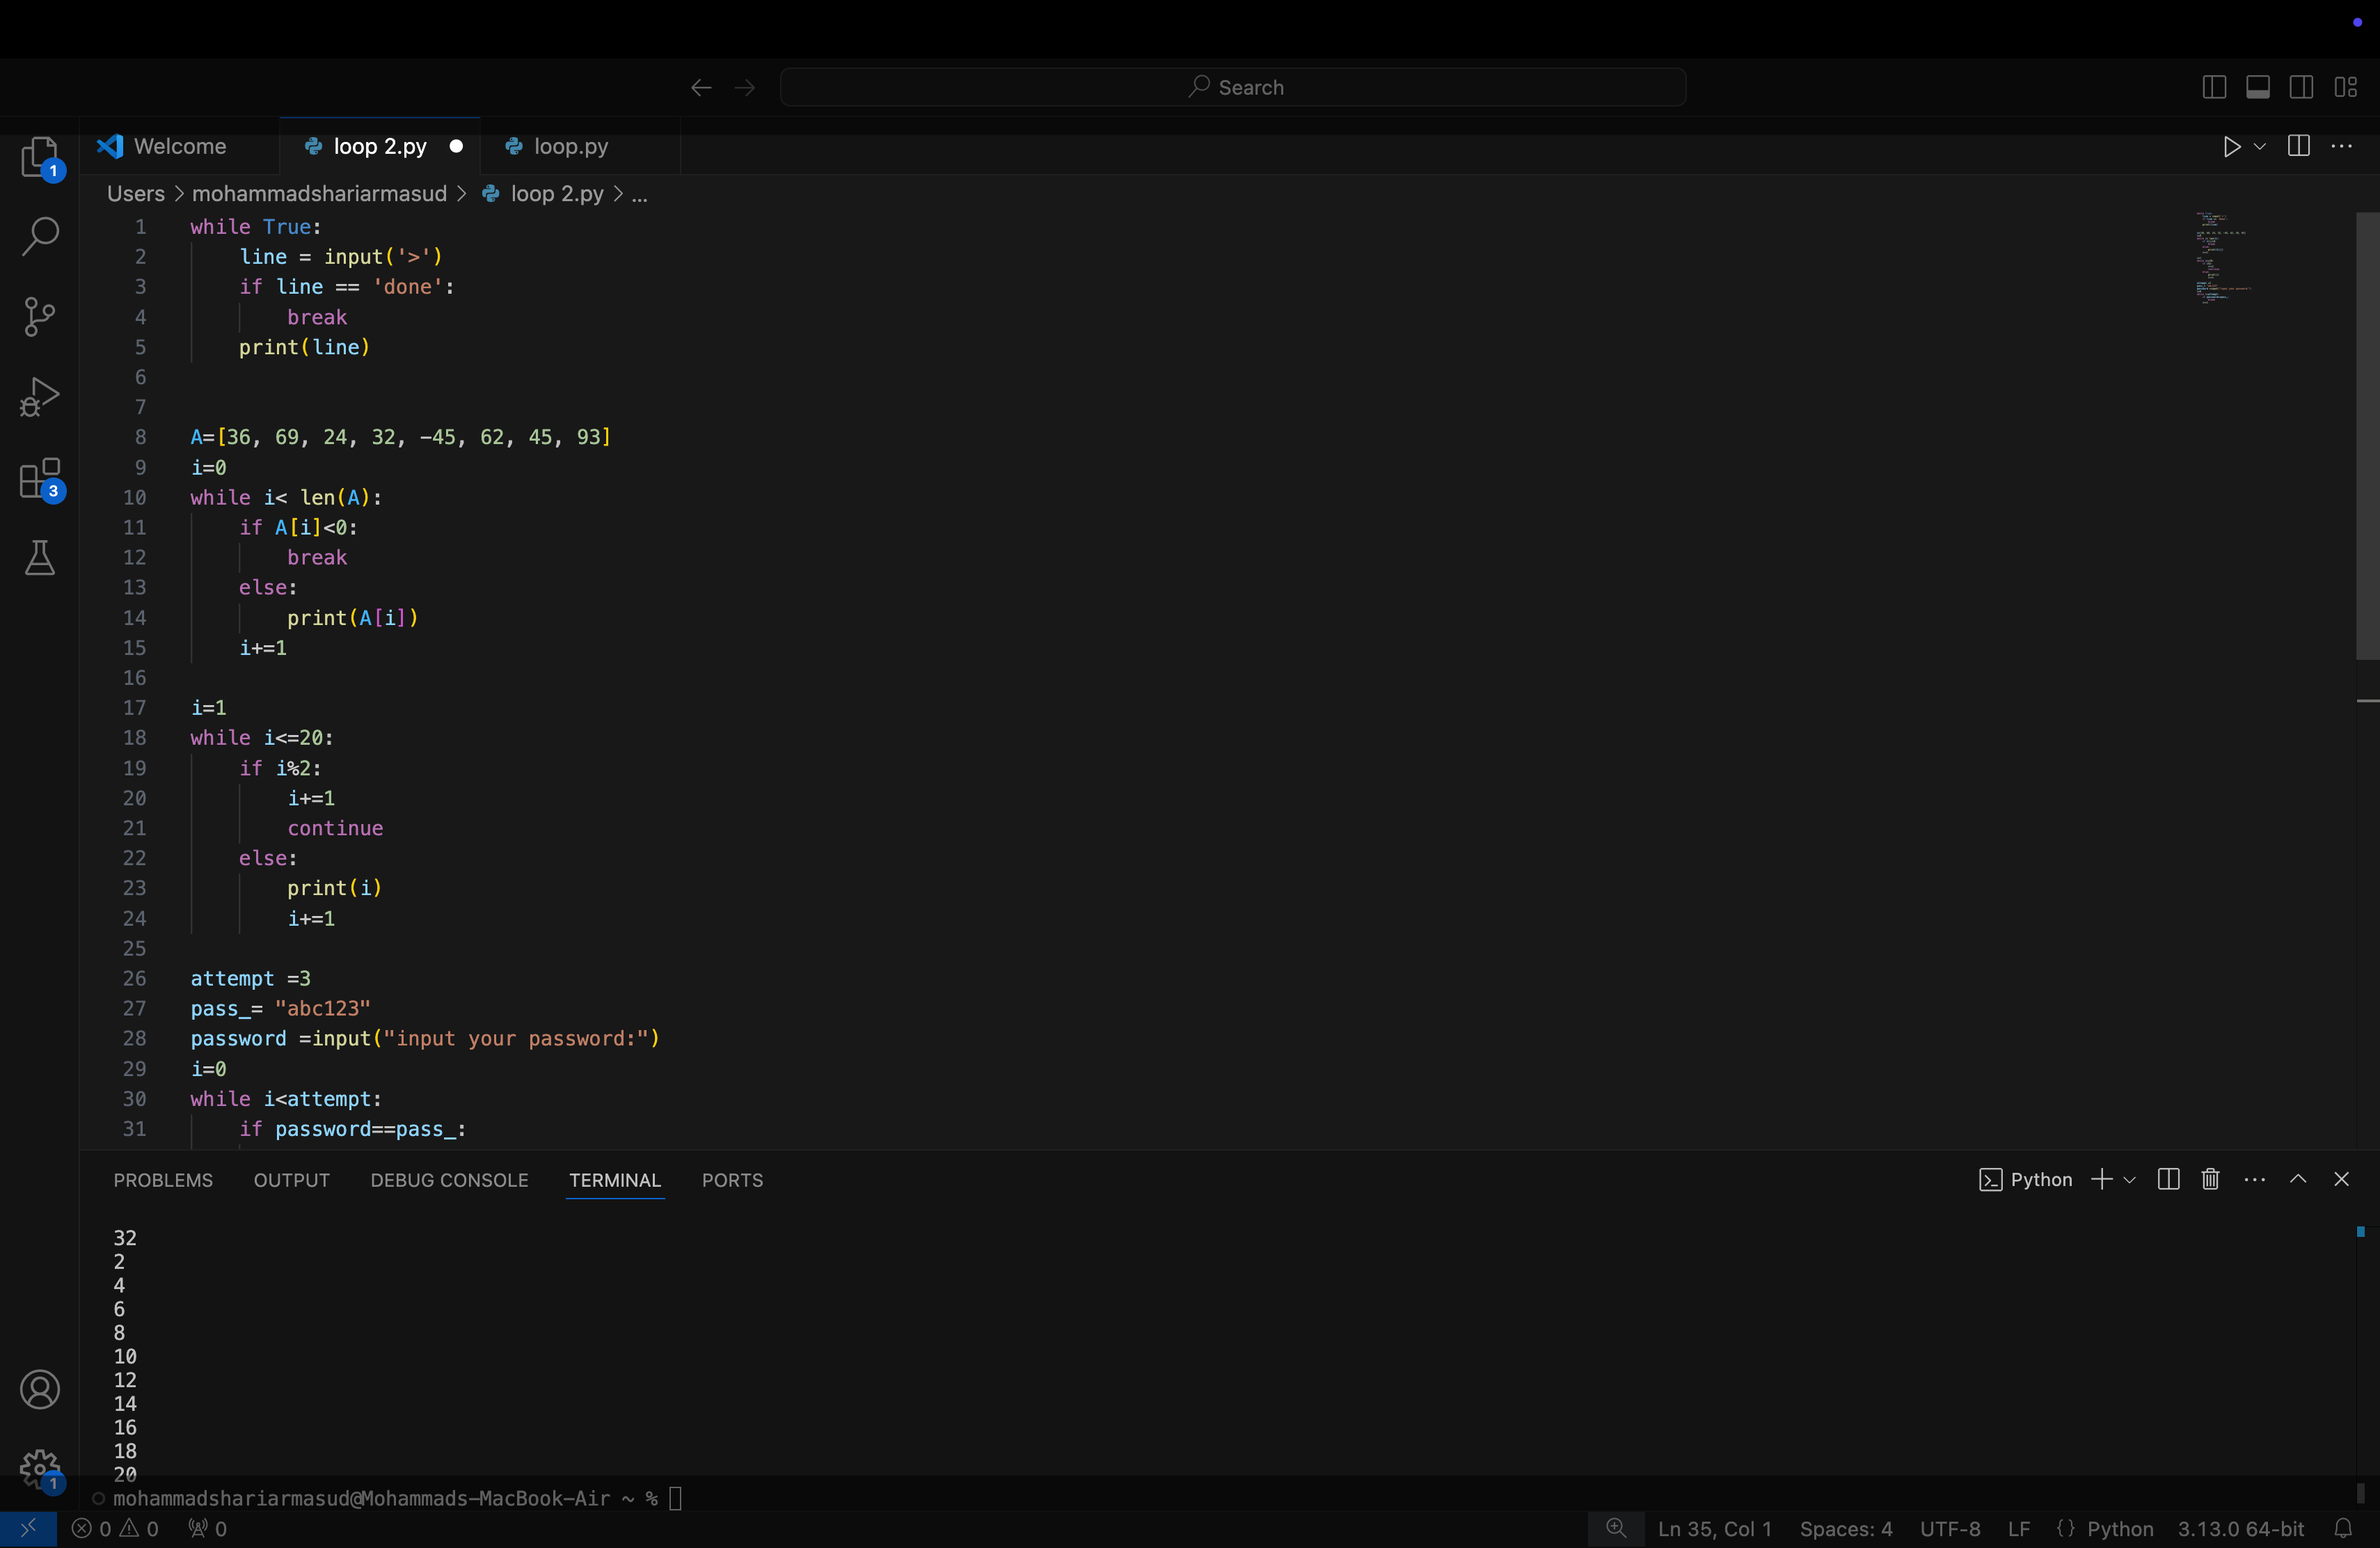 Search
Welcome
loop 2.py
loop.py
1
Users > mohammadshariarmasud > loop 2.py > ...
1 while True:
2     line = input('>')
3     if line == 'done':
4         break
5     print(line)
6
7
8 A=[36, 69, 24, 32, -45, 62, 45, 93]
9 i=0
10 while i< len(A):
11     if A[i]<0:
12         break
13     else:
14         print(A[i])
15     i+=1
16
17 i=1
18 while i<=20:
19     if i%2:
20         i+=1
21         continue
22     else:
23         print(i)
24         i+=1
25
26 attempt =3
27 pass_= "abc123"
28 password =input("input your password:")
29 i=0
30 while i<attempt:
31     if password==pass_:
3
PROBLEMS OUTPUT DEBUG CONSOLE TERMINAL PORTS
Python
32
2
4
6
8
10
12
14
16
18
20
1
mohammadshariarmasud@Mohammads-MacBook-Air ~ %
0 0 0
Ln 35, Col 1 Spaces: 4 UTF-8 LF {} Python 3.13.0 64-bit